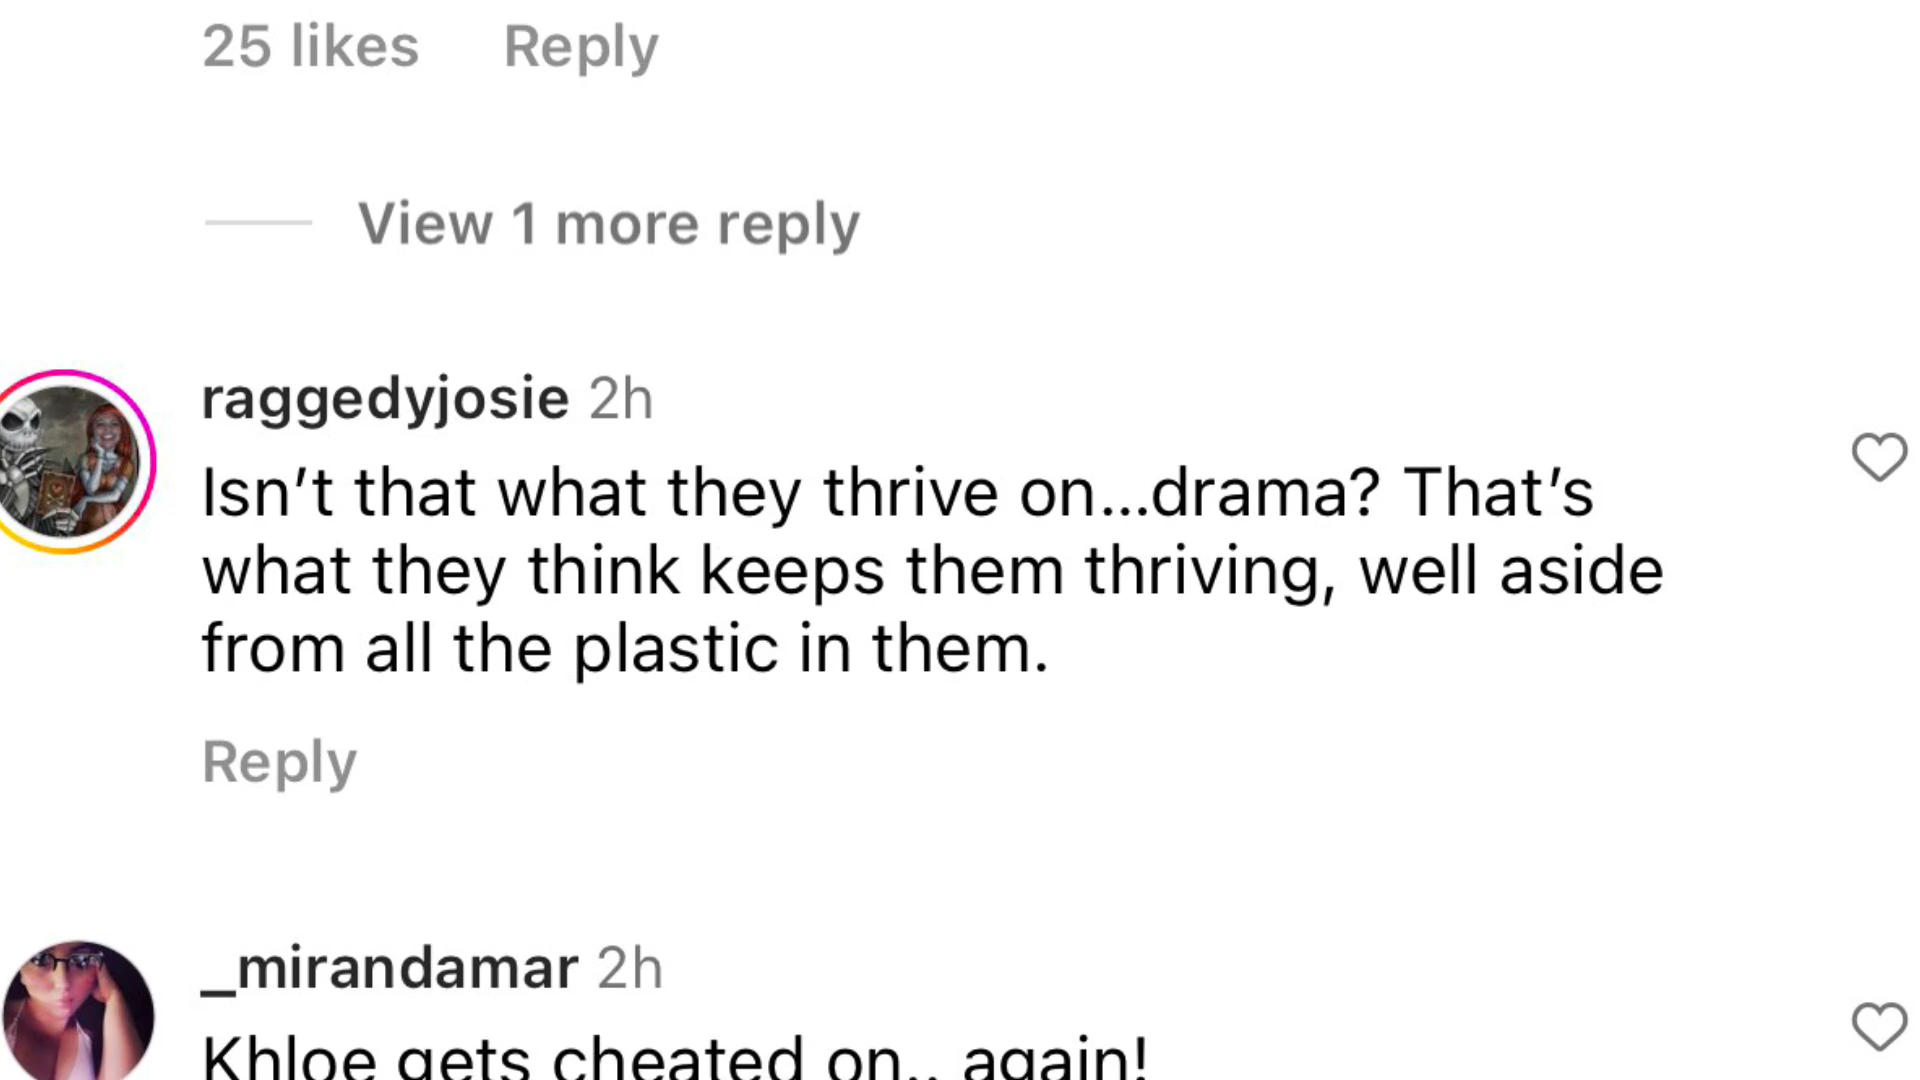 25 likes Reply
View 1 more reply
raggedyjosie 2h
Isn’t that what they thrive on...drama? That’s
what they think keeps them thriving, well aside
from all the plastic in them.
Reply
_mirandamar 2h
Khloe gets cheated on.. again!